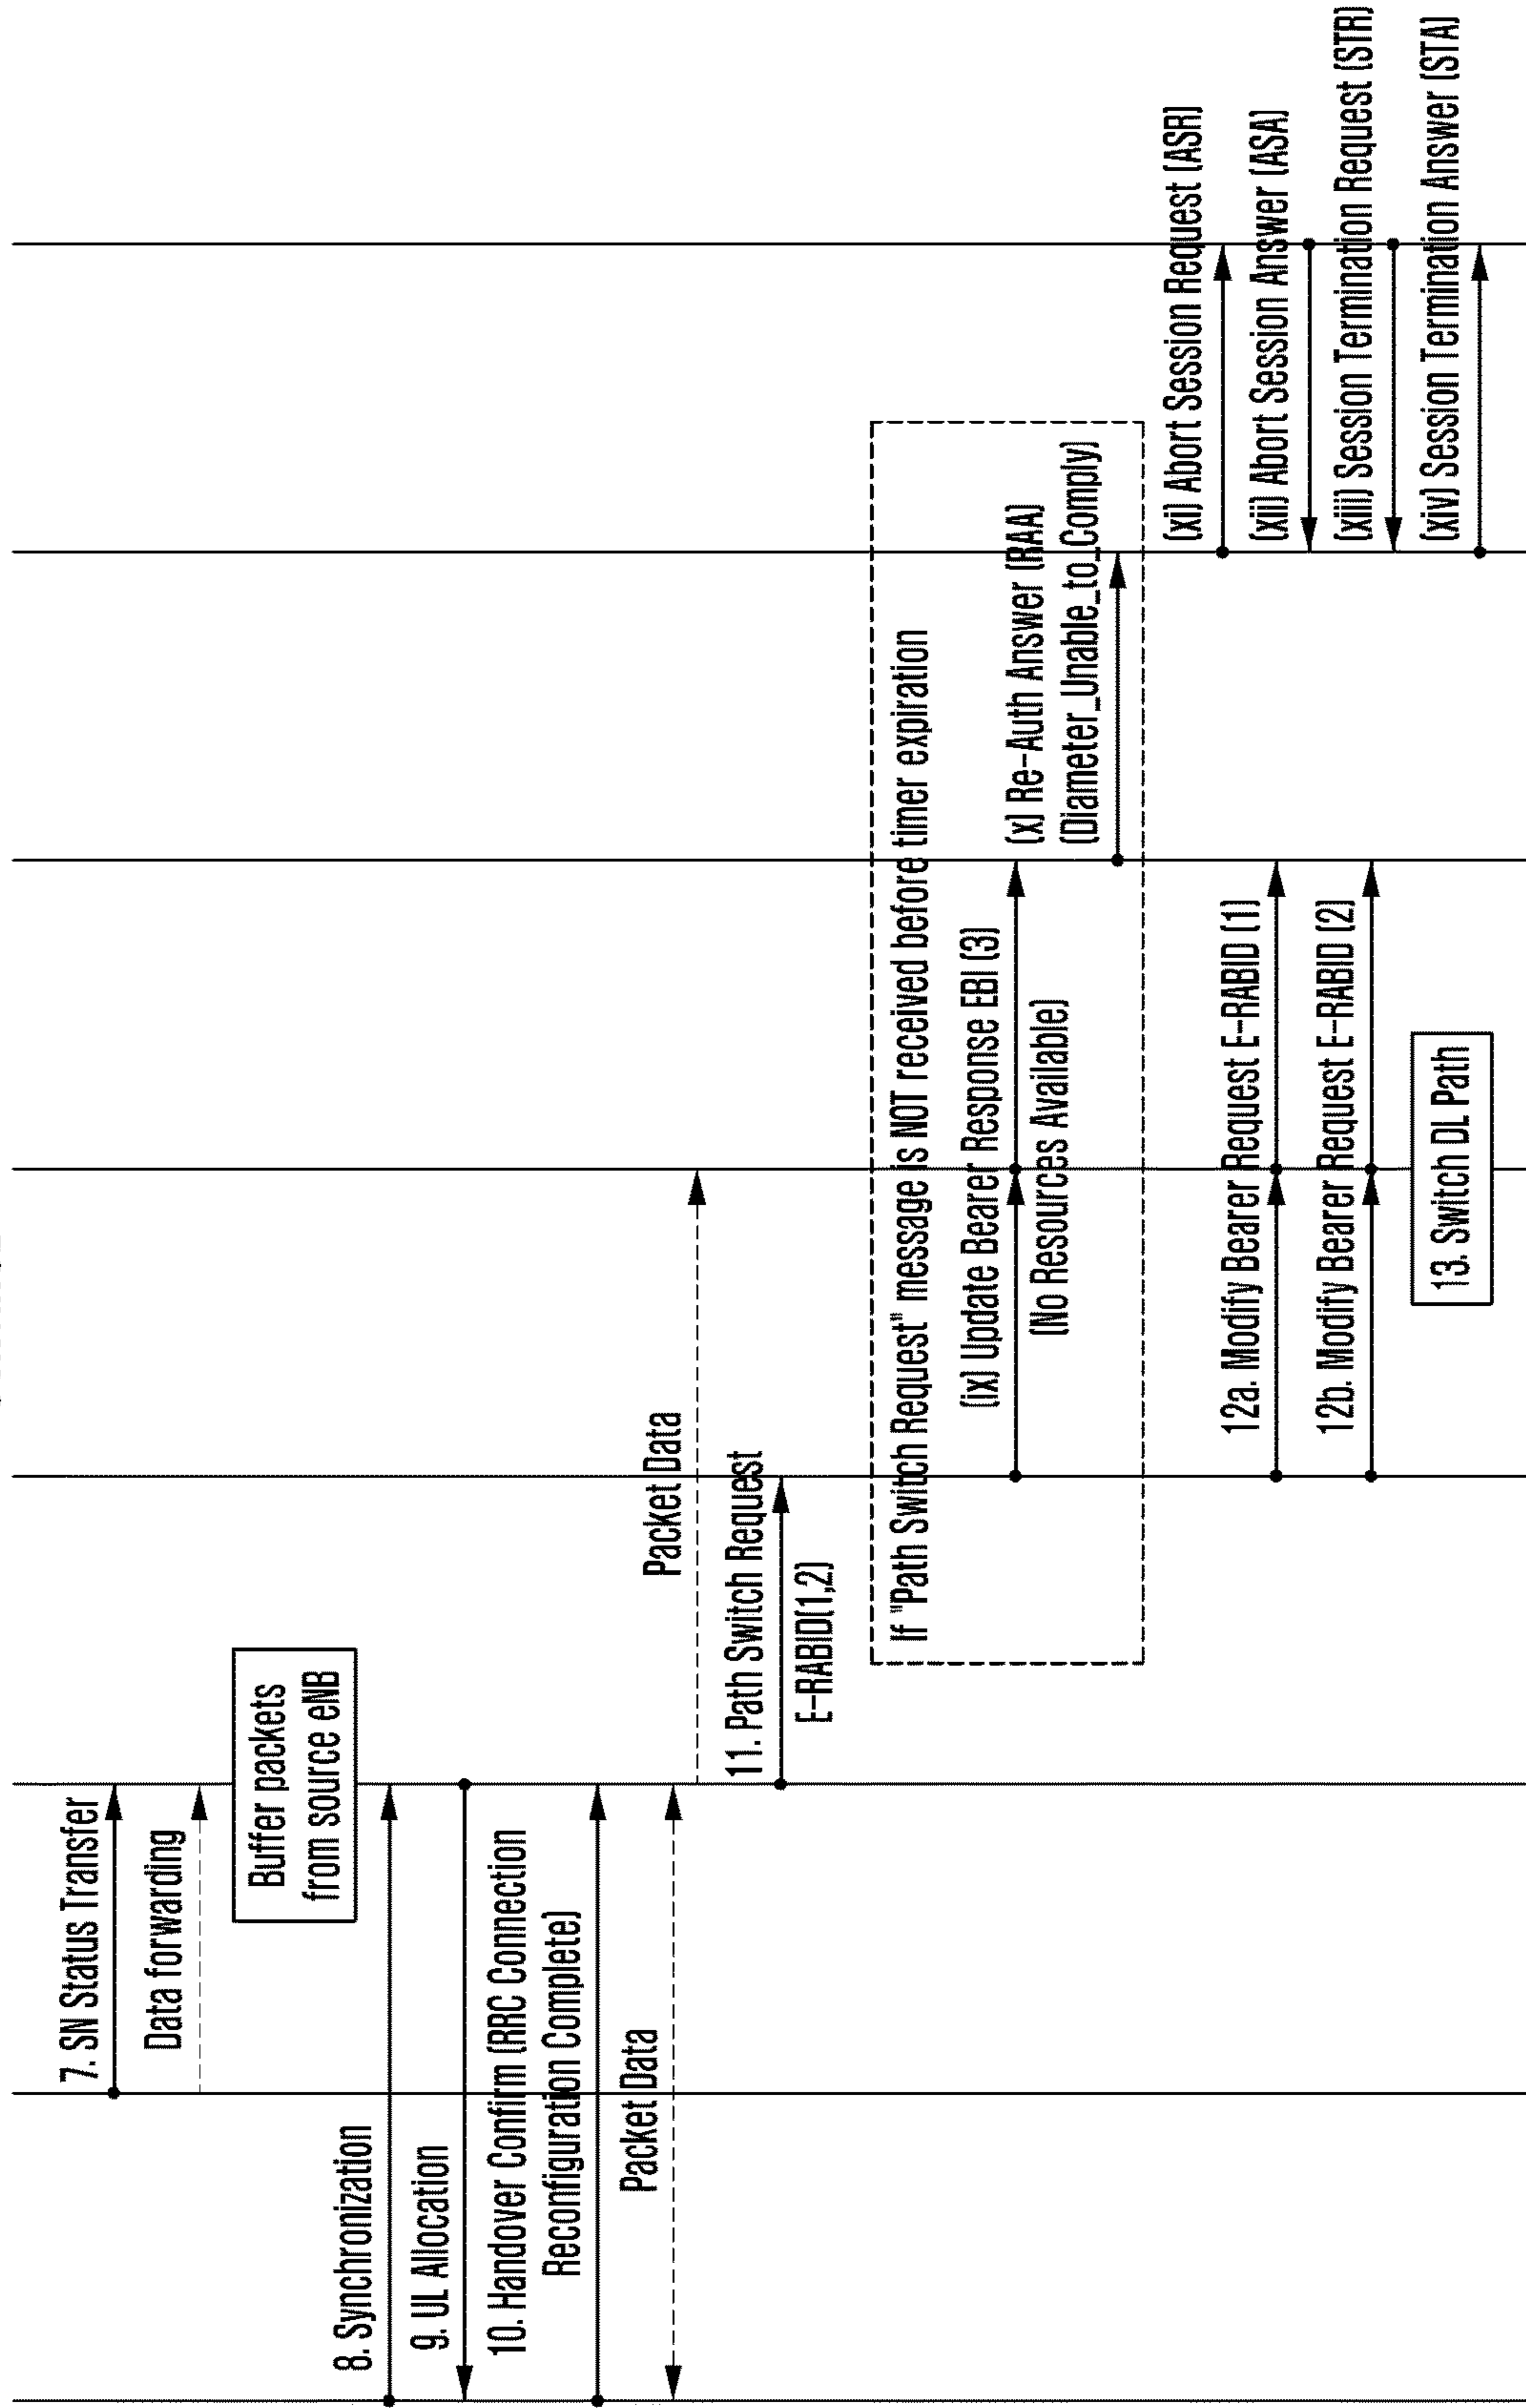 7. SN Status Transfer
Data forwarding
Buffer packets
from source eNB
8. Synchronization
9. UL Allocation
10. Handover Confirm (RRC Connection
Reconfiguration Complete)
Packet Data
Packet Data
11. Path Switch Request
E-RABID(1,2)
If "Path Switch Request" message is NOT received before timer expiration
(ix) Update Bearer Response EBI (3)
(No Resources Available)
(x) Re-Auth Answer (RAA)
(Diameter_Unable_to_Comply)
(xi) Abort Session Request (ASR)
12a. Modify Bearer Request E-RABID (1)
(xii) Abort Session Answer (ASA)
12b. Modify Bearer Request E-RABID (2)
(xiii) Session Termination Request (STR)
13. Switch DL Path
(xiv) Session Termination Answer (STA)